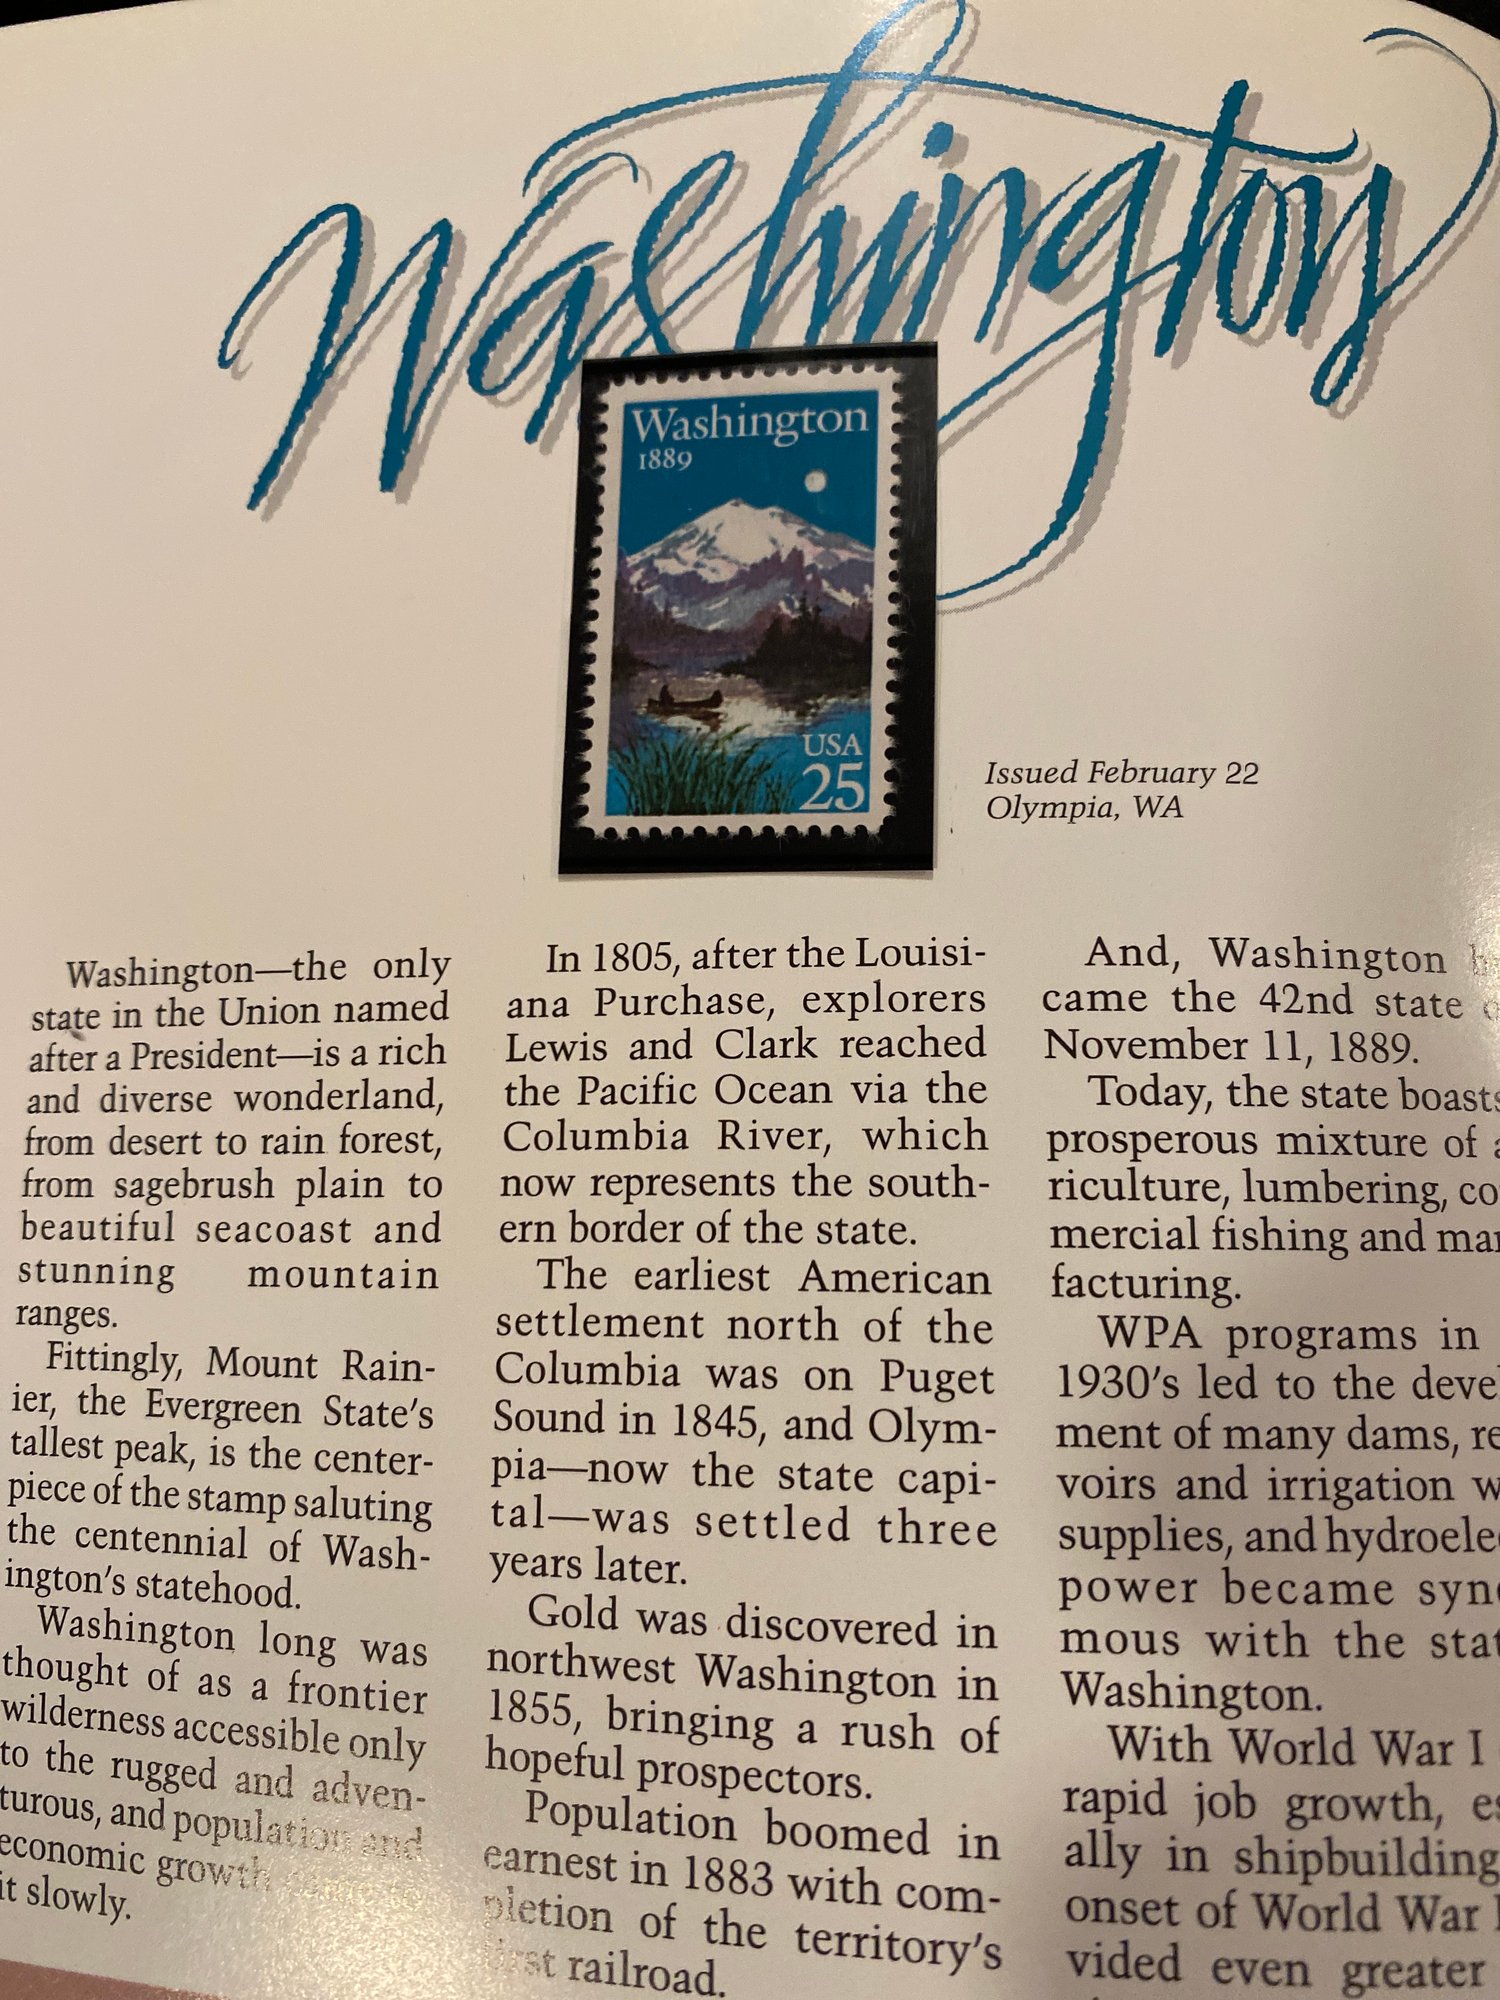 Washington
Washington
1889
USA
25
Issued February 22
Olympia, WA
Washington—the only
state in the Union named
after a President—is a rich
and diverse wonderland,
from desert to rain forest,
from sagebrush plain to
beautiful seacoast and
stunning mountain
ranges.
Fittingly, Mount Rain-
ier, the Evergreen State's
tallest peak, is the center-
piece of the stamp saluting
the centennial of Wash-
ington's statehood.
Washington long was
thought of as a frontier
wilderness accessible only
to the rugged and adven-
turous, and population and
economic growth
it slowly.
In 1805, after the Louisi-
ana Purchase, explorers
Lewis and Clark reached
the Pacific Ocean via the
Columbia River, which
now represents the south-
ern border of the state.
The earliest American
settlement north of the
Columbia was on Puget
Sound in 1845, and Olym-
pia—now the state capi-
tal—was settled three
years later.
Gold was discovered in
northwest Washington in
1855, bringing a rush of
hopeful prospectors.
Population boomed in
earnest in 1883 with com-
pletion of the territory's
first railroad.
And, Washington
came the 42nd state
November 11, 1889.
Today, the state boasts
prosperous mixture of
riculture, lumbering, co
mercial fishing and
facturing.
WPA programs in
1930's led to the deve
ment of many dams, re
voirs and irrigation
supplies, and hydroele
power became syn
mous with the stat
Washington.
With World War I
rapid job growth, es
ally in shipbuilding
onset of World War
vided even greater